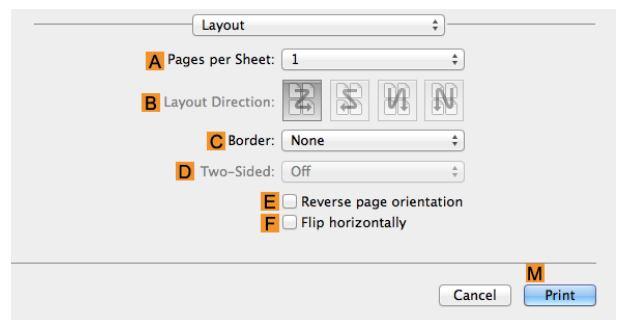 Layout
A Pages per Sheet: 1
B Layout Direction:
C Border: None
D Two-Sided: Off
E Reverse page orientation
F Flip horizontally
M
Cancel Print